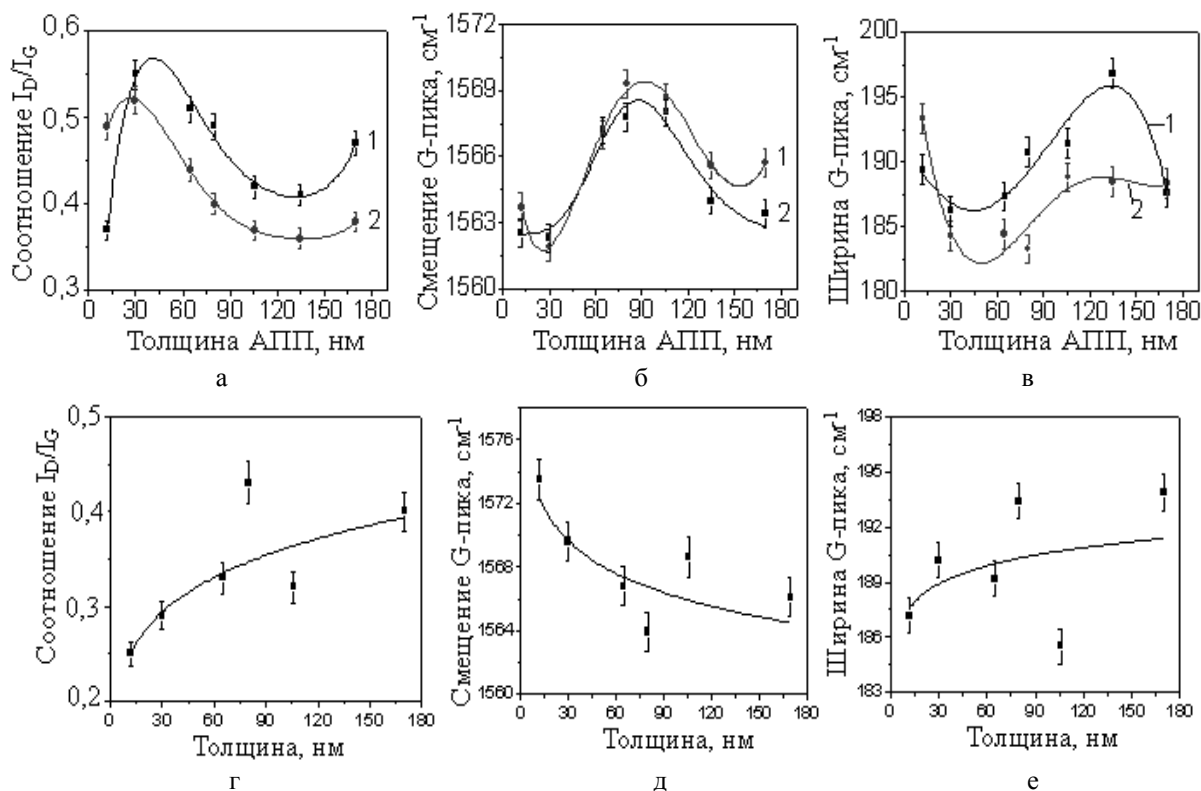 Соотношение I_D/I_G
0,6
0,5
0,4
0,3
0 30 60 90 120 150 180
1
2
Толщина АПП, нм
а
Смещение G-пика, см⁻¹
1572
1569
1566
1563
1560
0 30 60 90 120 150 180
1
2
Толщина АПП, нм
б
Ширина G-пика, см⁻¹
200
195
190
185
180
0 30 60 90 120 150 180
1
2
Толщина АПП, нм
в
Соотношение I_D/I_G
0,5
0,4
0,3
0,2
0 30 60 90 120 150 180
Толщина, нм
г
Смещение G-пика, см⁻¹
1576
1572
1568
1564
1560
0 30 60 90 120 150 180
Толщина, нм
д
Ширина G-пика, см⁻¹
198
195
192
189
186
183
0 30 60 90 120 150 180
Толщина, нм
е